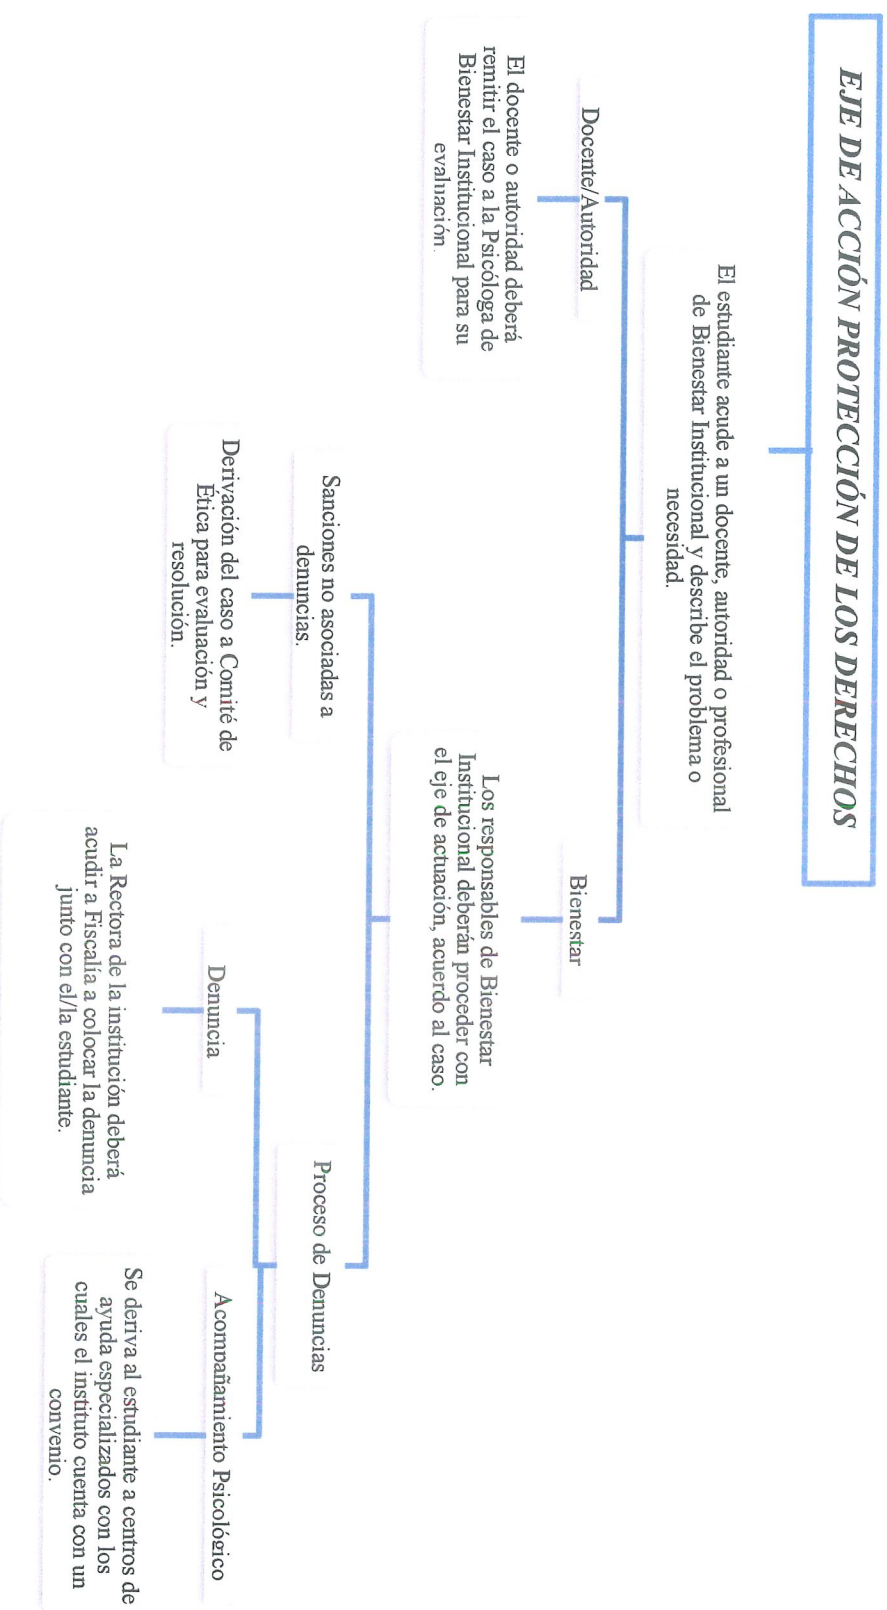 EJE DE ACCIÓN PROTECCIÓN DE LOS DERECHOS
El estudiante acude a un docente, autoridad o profesional
de Bienestar Institucional y describe el problema o
necesidad.
Docente/Autoridad
El docente o autoridad deberá
remitir el caso a la Psicóloga de
Bienestar Institucional para su
evaluación.
Bienestar
Los responsables de Bienestar
Institucional deberán proceder con
el eje de actuación, acuerdo al caso.
Sanciones no asociadas a
denuncias.
Derivación del caso a Comité de
Ética para evaluación y
resolución.
Proceso de Denuncias
Denuncia
La Rectora de la institución deberá
acudir a Fiscalía a colocar la denuncia
junto con el/la estudiante.
Acompañamiento Psicológico
Se deriva al estudiante a centros de
ayuda especializados con los
cuales el instituto cuenta con un
convenio.